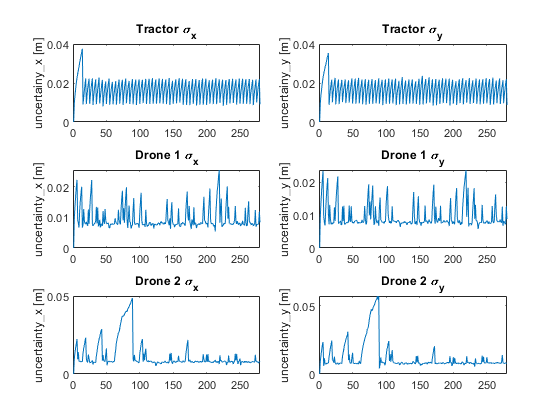 Tractor σx
Tractor σy
uncertainty_x [m]
0.04
0.02
0
0 50 100 150 200 250
uncertainty_y [m]
0.04
0.02
0
0 50 100 150 200 250
Drone 1 σx
Drone 1 σy
uncertainty_x [m]
0.02
0.01
0
0 50 100 150 200 250
uncertainty_y [m]
0.02
0.01
0
0 50 100 150 200 250
Drone 2 σx
Drone 2 σy
uncertainty_x [m]
0.05
0
0 50 100 150 200 250
uncertainty_y [m]
0.05
0
0 50 100 150 200 250